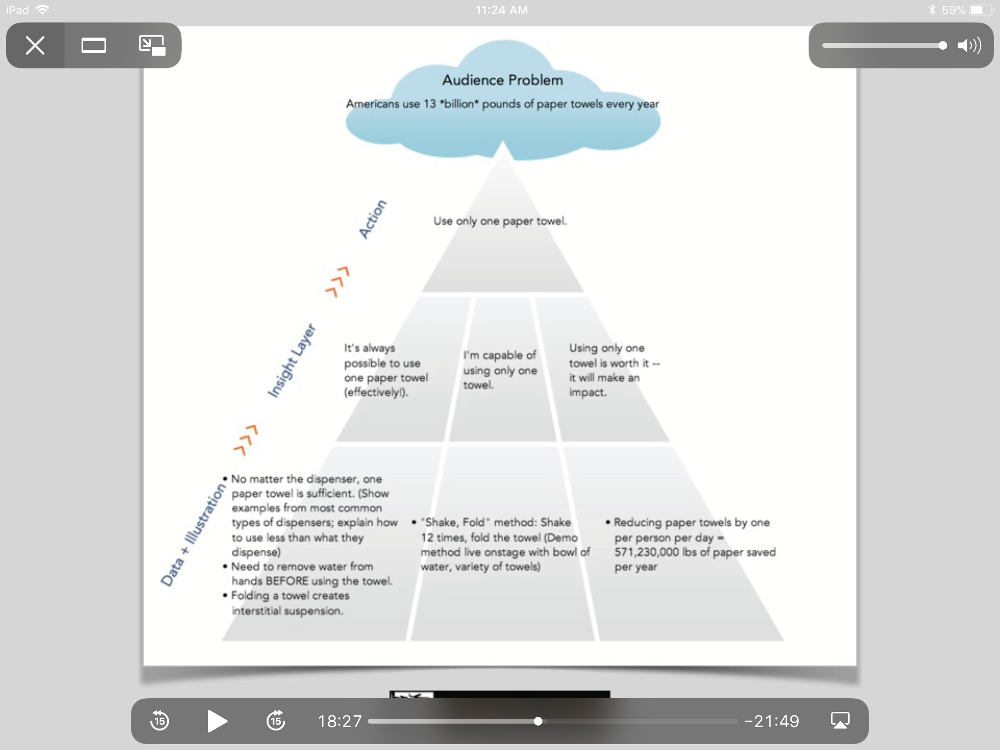 iPad
11:24 AM
59%
Audience Problem
Americans use 13 *billion* pounds of paper towels every year
Action
Use only one paper towel.
Insight Layer
It's always
possible to use
one paper towel
(effectively!).
I'm capable of
using only one
towel.
Using only one
towel is worth it --
it will make an
impact.
Data + Illustration
• No matter the dispenser, one
paper towel is sufficient. (Show
examples from most common
types of dispensers; explain how
to use less than what they
dispense)
• Need to remove water from
hands BEFORE using the towel.
• Folding a towel creates
interstitial suspension.
• "Shake, Fold" method: Shake
12 times, fold the towel (Demo
method live onstage with bowl of
water, variety of towels)
• Reducing paper towels by one
per person per day =
571,230,000 lbs of paper saved
per year
15
15
18:27
−21:49